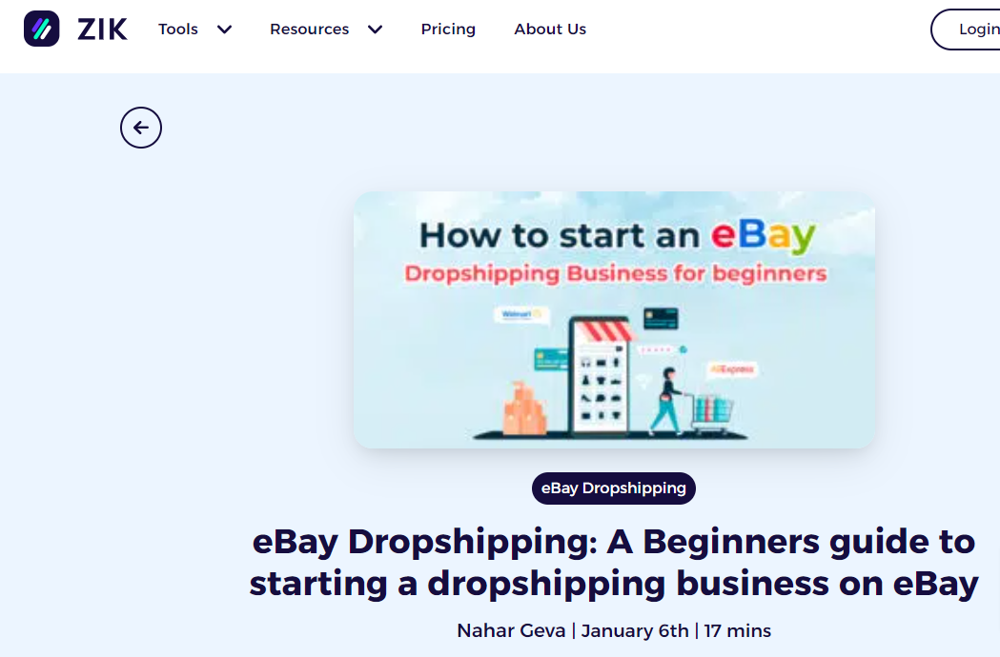 ZIK Tools Resources Pricing About Us Login
How to start an eBay
Dropshipping Business for beginners
Walmart
AliExpress
eBay Dropshipping
eBay Dropshipping: A Beginners guide to
starting a dropshipping business on eBay
Nahar Geva | January 6th | 17 mins